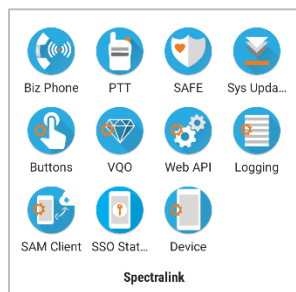 Biz Phone PTT SAFE Sys Upda...
Buttons VQO Web API Logging
SAM Client SSO Stat... Device
Spectralink